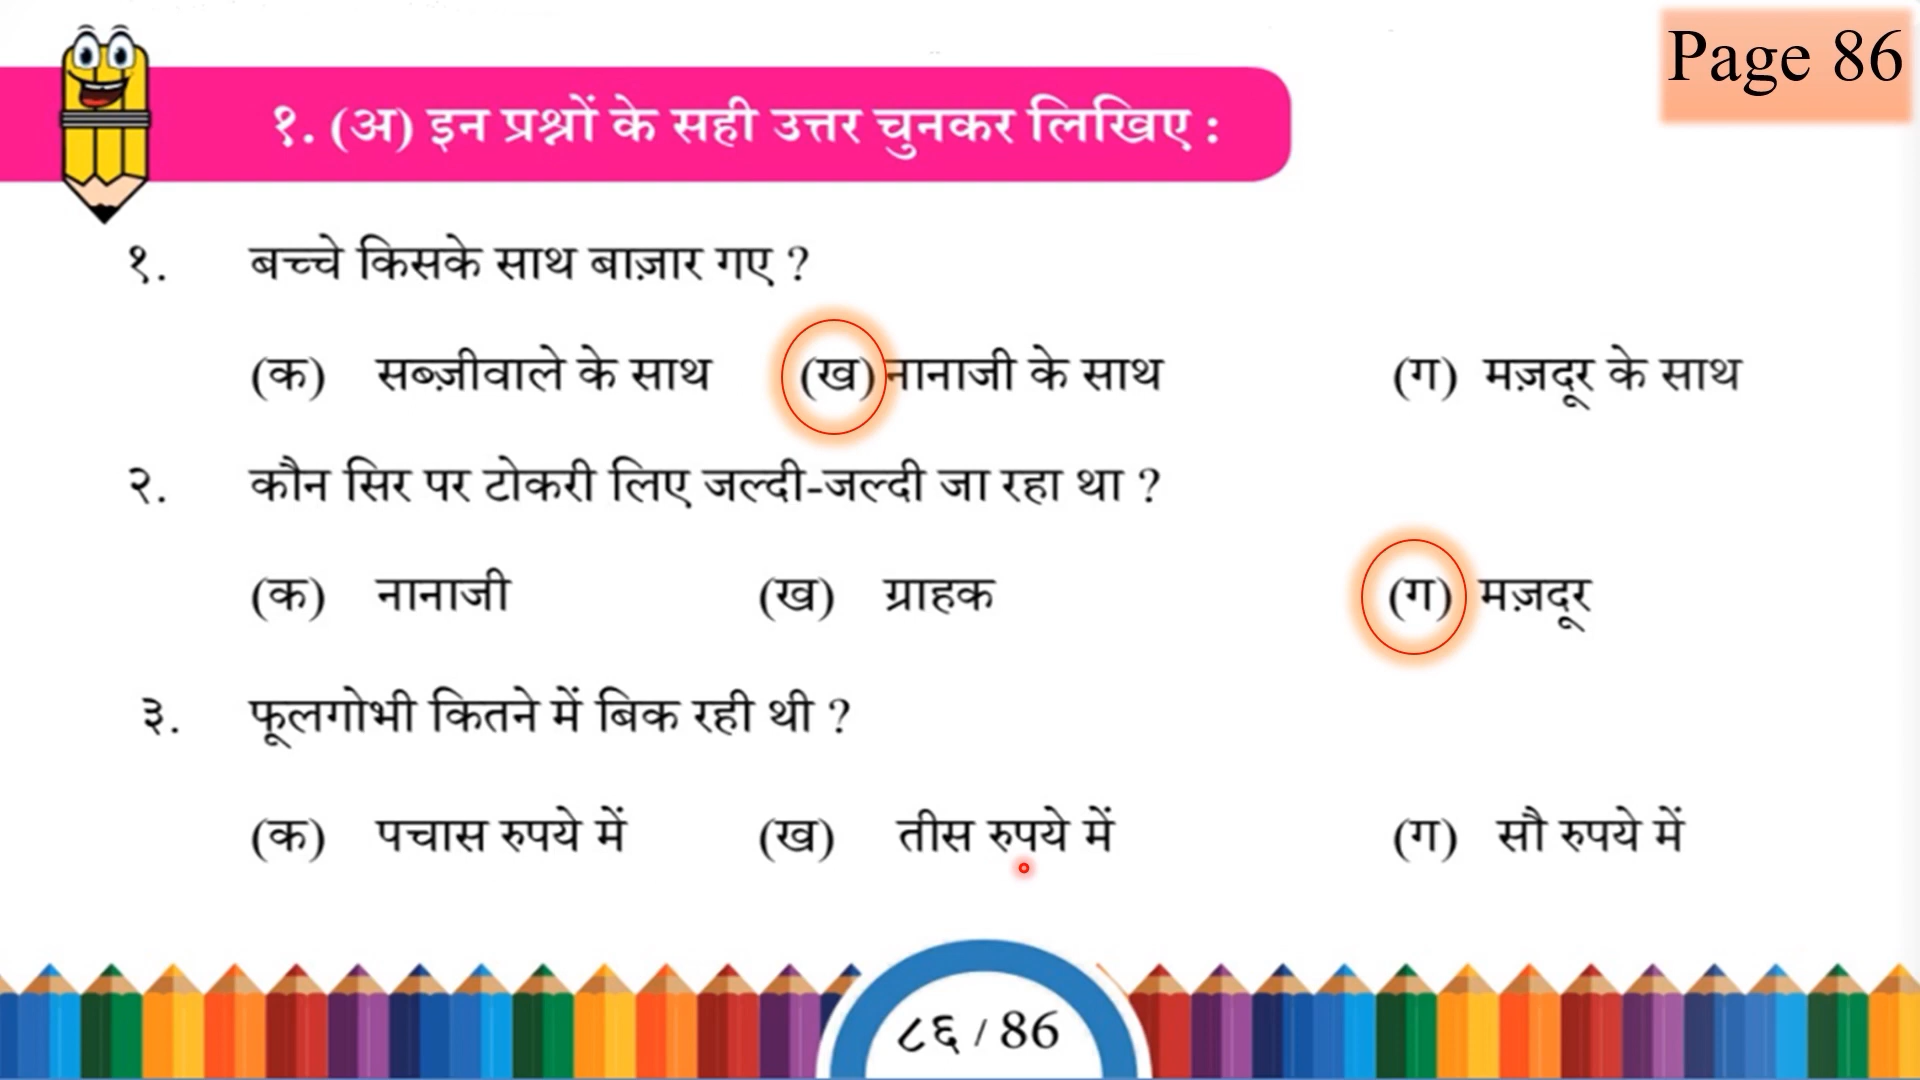 Page 86
१. (अ) इन प्रश्नों के सही उत्तर चुनकर लिखिए :
१. बच्चे किसके साथ बाज़ार गए ?
(क) सब्ज़ीवाले के साथ (ख) नानाजी के साथ (ग) मज़दूर के साथ
२. कौन सिर पर टोकरी लिए जल्दी-जल्दी जा रहा था ?
(क) नानाजी (ख) ग्राहक (ग) मज़दूर
३. फूलगोभी कितने में बिक रही थी ?
(क) पचास रुपये में (ख) तीस रुपये में (ग) सौ रुपये में
८६ / 86